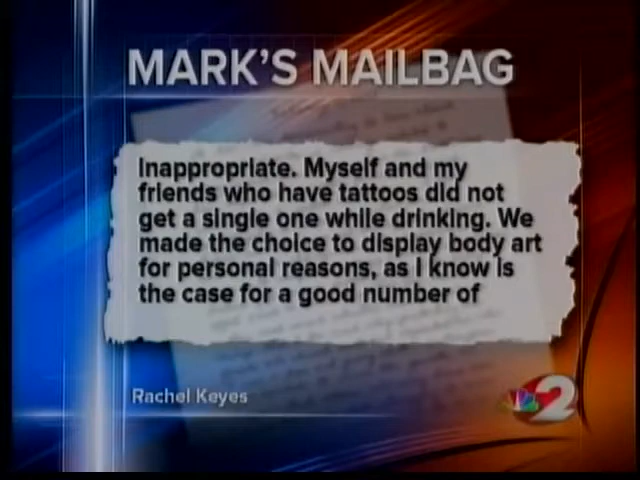 MARK'S MAILBAG
Inappropriate. Myself and my
friends who have tattoos did not
get a single one while drinking. We
made the choice to display body art
for personal reasons, as I know is
the case for a good number of
Rachel Keyes
2